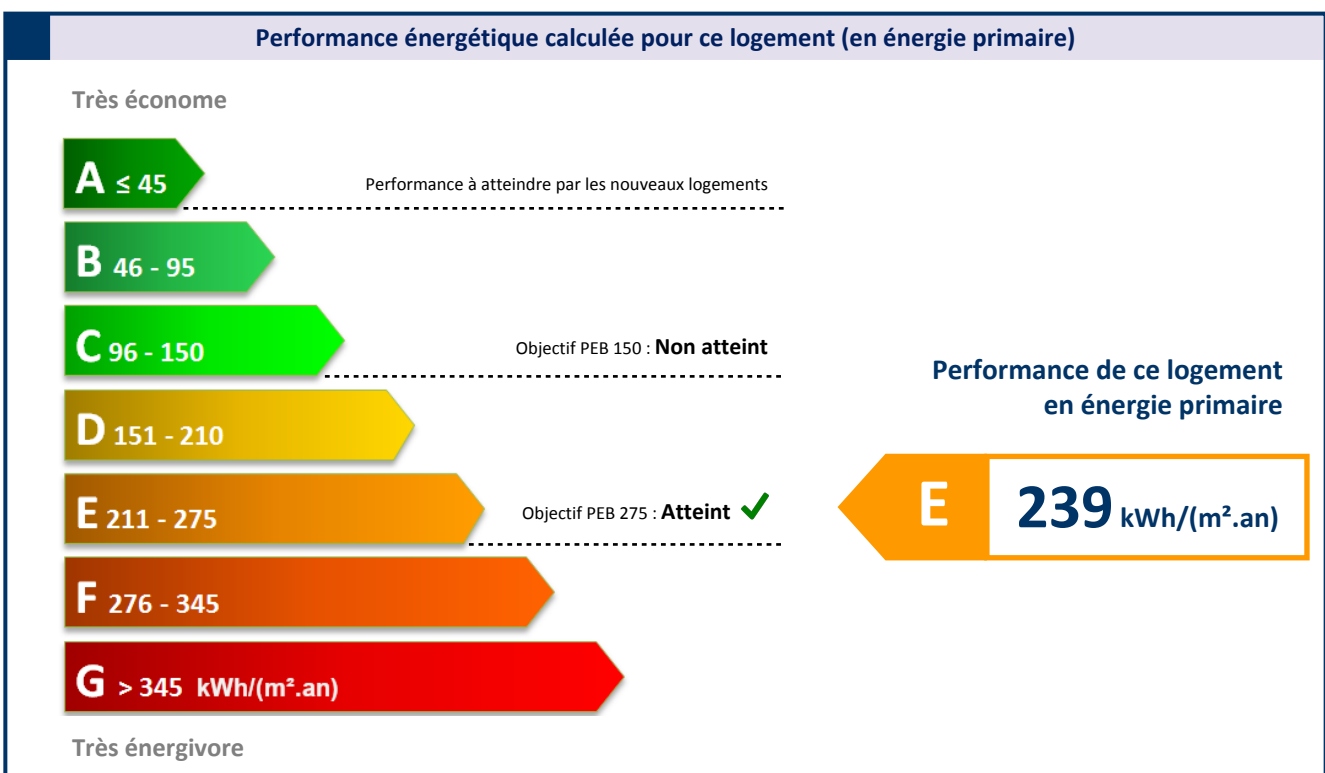 Performance énergétique calculée pour ce logement (en énergie primaire)
Très économe
A ≤ 45
Performance à atteindre par les nouveaux logements
B 46 - 95
C 96 - 150
Objectif PEB 150 : Non atteint
D 151 - 210
E 211 - 275
Objectif PEB 275 : Atteint ✓
F 276 - 345
G > 345 kWh/(m².an)
Très énergivore
Performance de ce logement
en énergie primaire
E 239 kWh/(m².an)